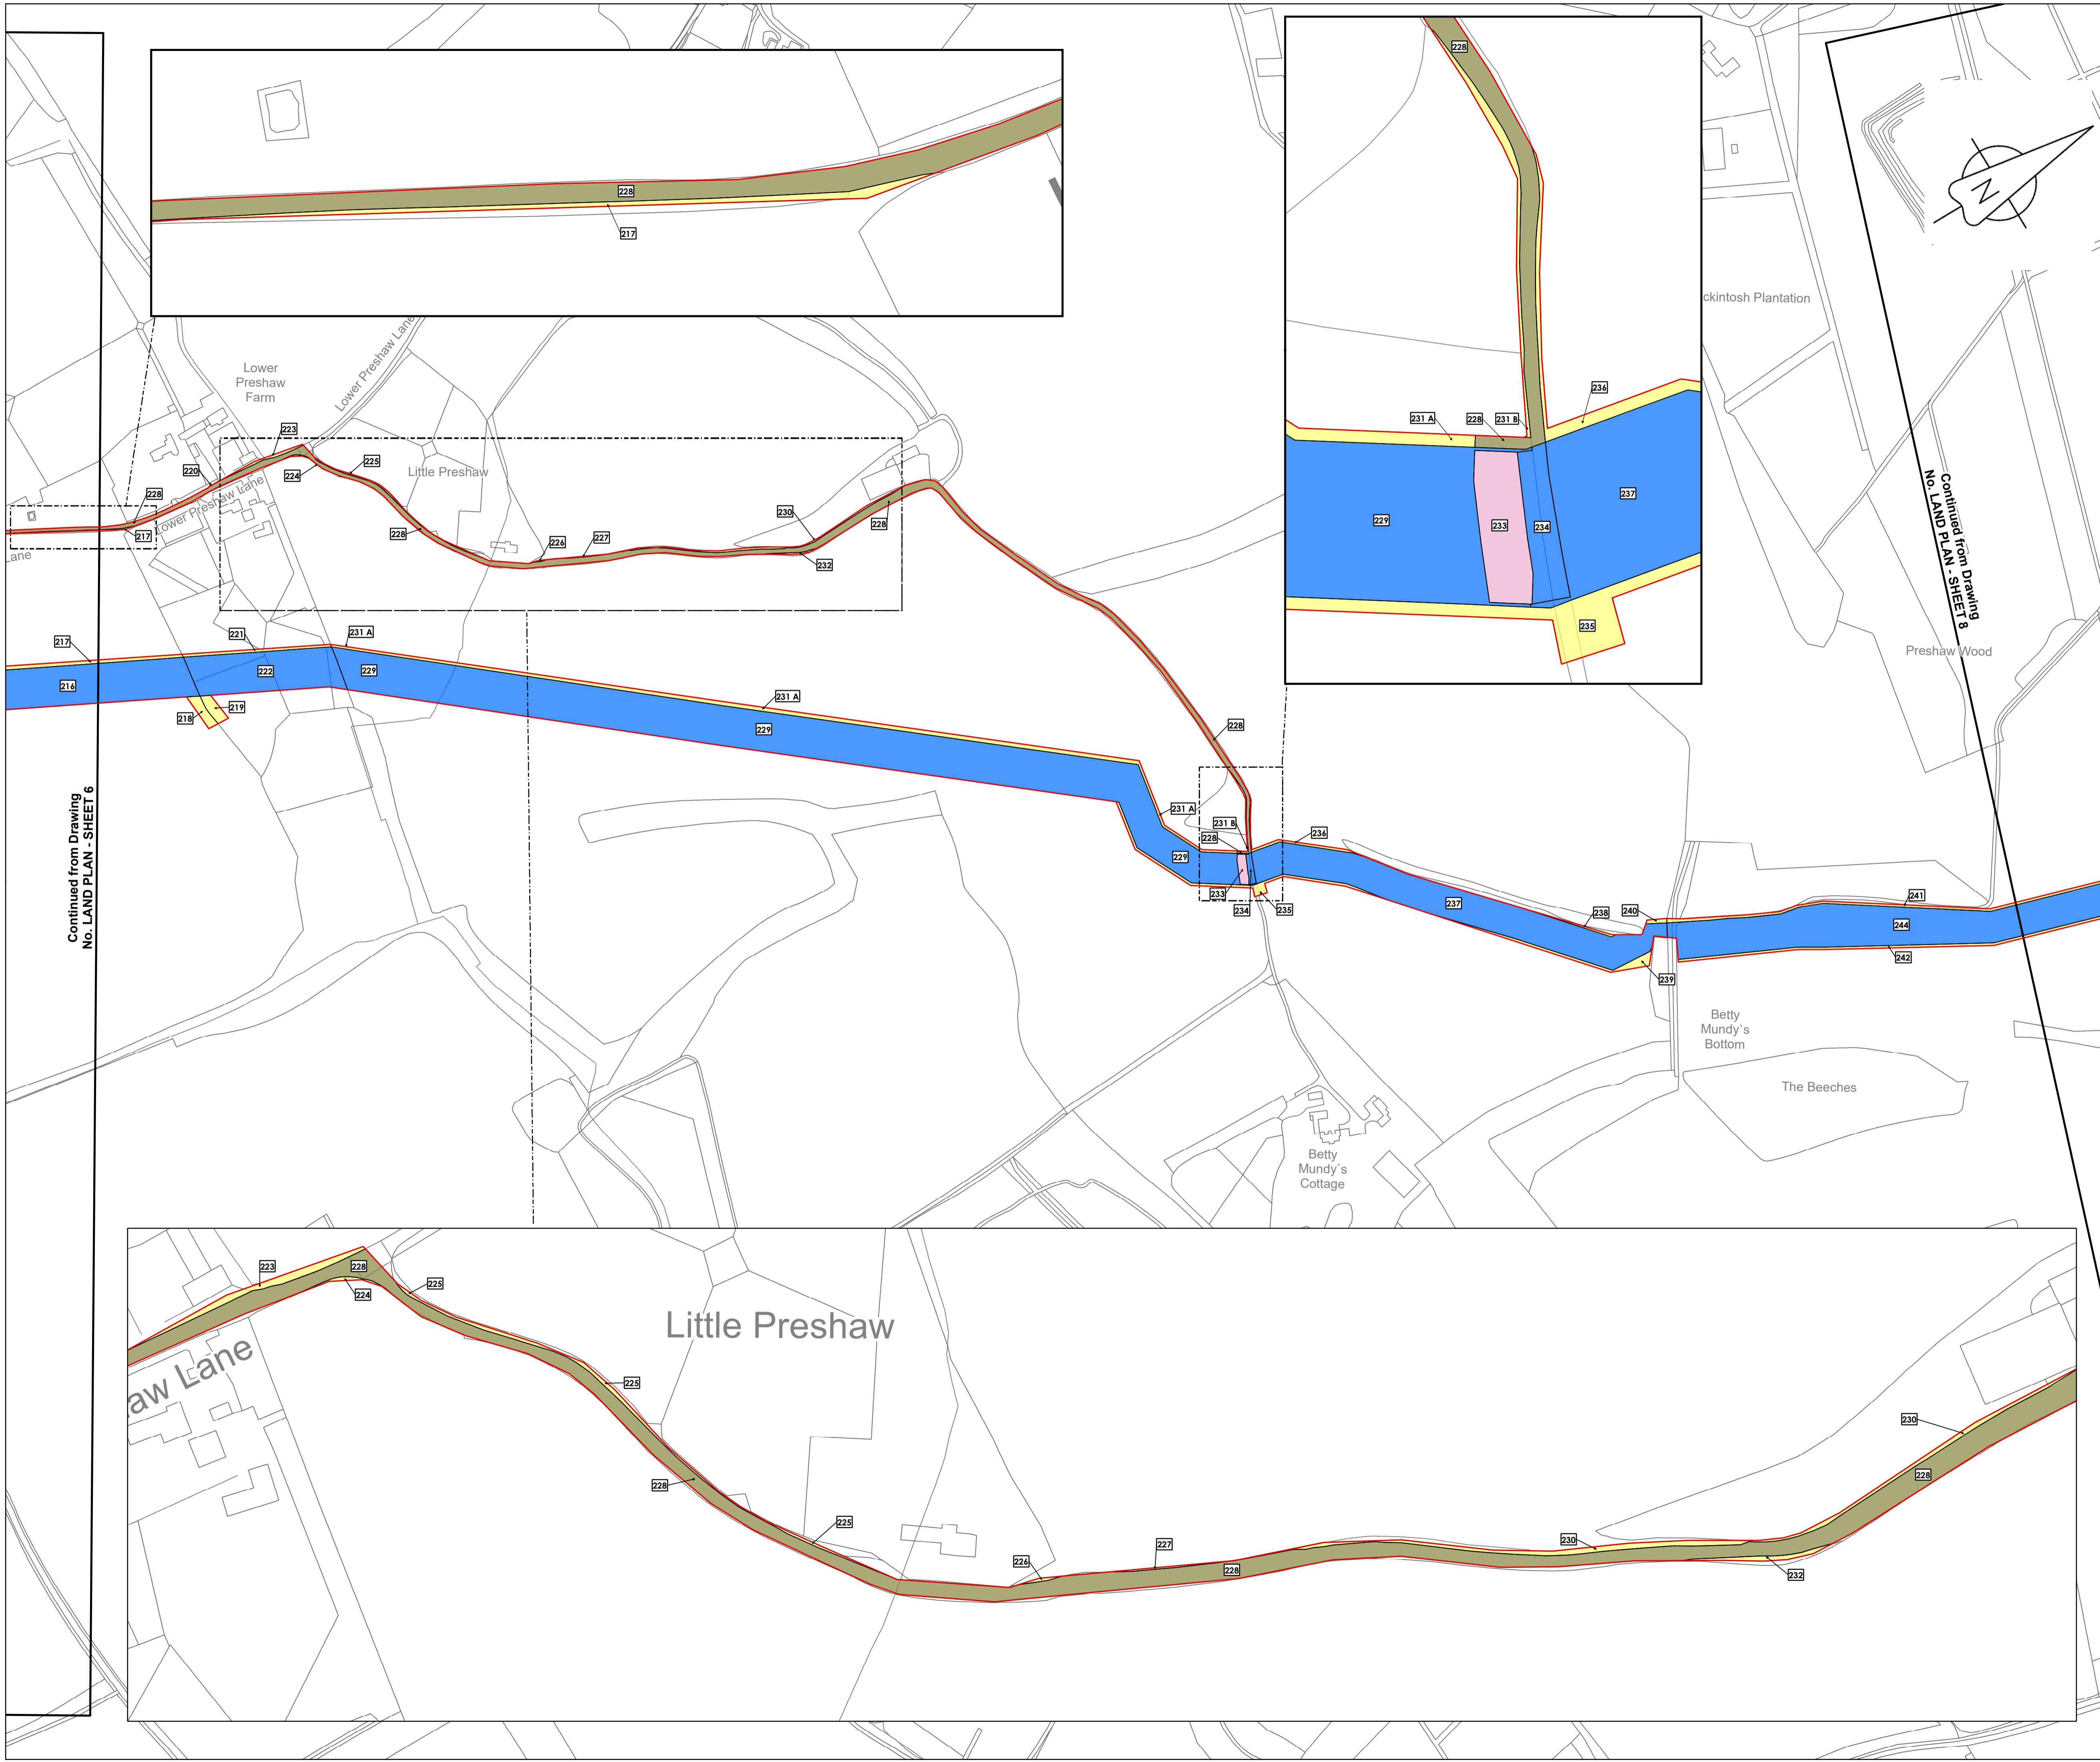 228
217
228
236
231 A
228
231 B
229
233
234
237
235
N
ckintosh Plantation
Continued from Drawing
No. LAND PLAN - SHEET 8
Preshaw Wood
Lower
Preshaw
Farm
Lower Preshaw Lane
223
220
224
225
Little Preshaw
228
Lower Preshaw Lane
217
Lane
228
226
227
230
228
232
217
221
231 A
216
222
229
218
219
231 A
229
228
231 A
231 B
228
229
233
234
235
236
237
238
240
239
241
244
242
Continued from Drawing
No. LAND PLAN - SHEET 6
Betty
Mundy`s
Bottom
The Beeches
Betty
Mundy`s
Cottage
223
228
224
225
Little Preshaw
aw Lane
225
228
225
226
227
228
230
232
230
228